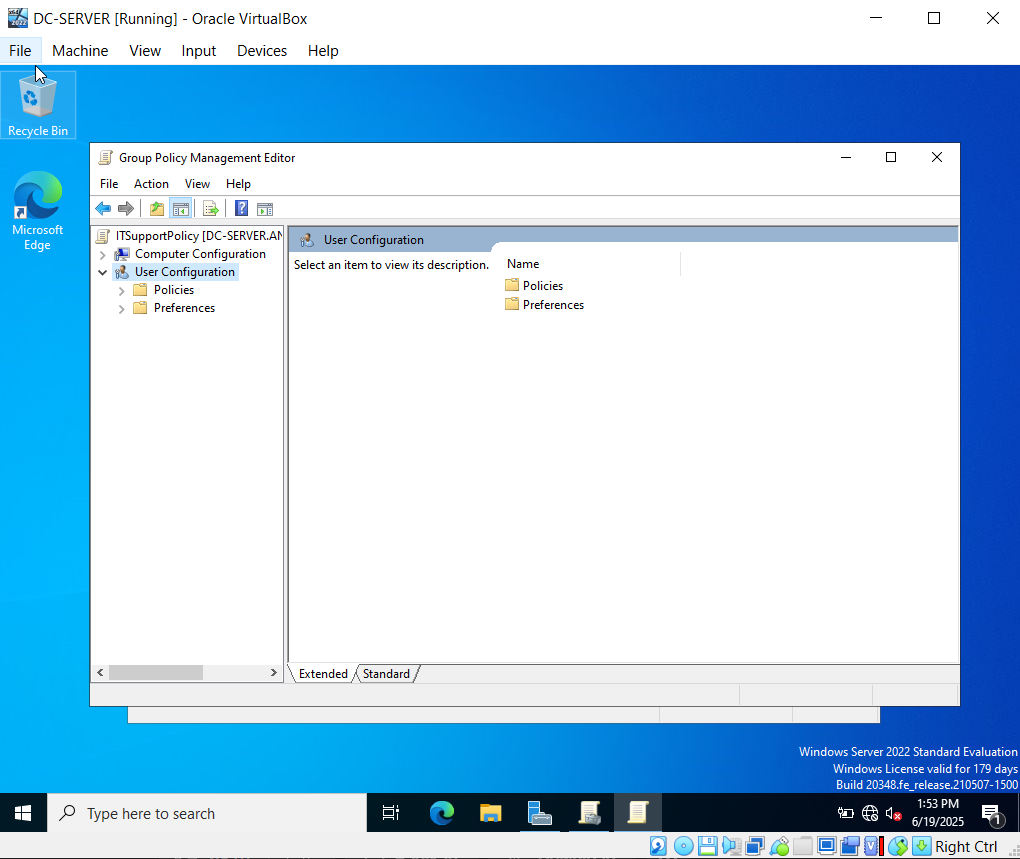 DC-SERVER [Running] - Oracle VirtualBox
File Machine View Input Devices Help
Recycle Bin
Microsoft
Edge
Group Policy Management Editor
File Action View Help
ITSupportPolicy [DC-SERVER.AN
Computer Configuration
User Configuration
Policies
Preferences
User Configuration
Select an item to view its description.
Name
Policies
Preferences
Extended Standard
Windows Server 2022 Standard Evaluation
Windows License valid for 179 days
Build 20348.fe_release.210507-1500
Type here to search
1:53 PM
6/19/2025
1
Right Ctrl